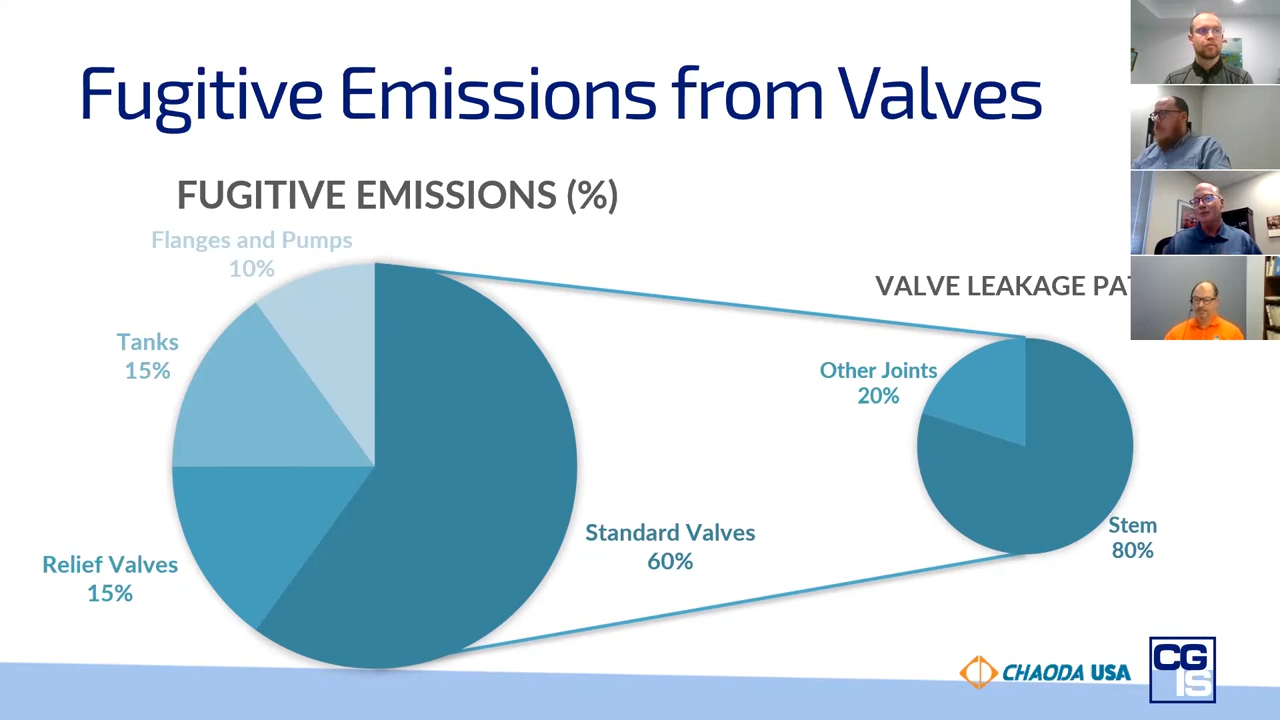 Fugitive Emissions from Valves
FUGITIVE EMISSIONS (%)
Flanges and Pumps
10%
Tanks
15%
Relief Valves
15%
Standard Valves
60%
VALVE LEAKAGE PAT
Other Joints
20%
Stem
80%
CHAODA USA
CG
IS